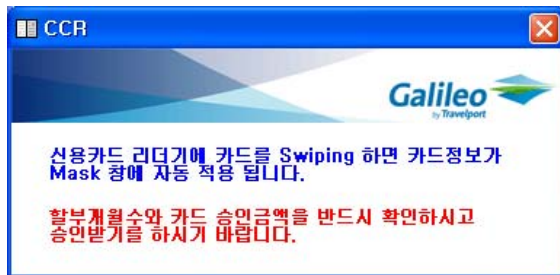 CCR
Galileo
by Travelport
신용카드 리더기에 카드를 Swiping 하면 카드정보가
Mask 창에 자동 적용 됩니다.
할부개월수와 카드 승인금액을 반드시 확인하시고
승인받기를 하시기 바랍니다.